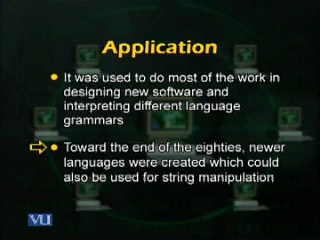 Application
It was used to do most of the work in
designing new software and
interpreting different language
grammars
Toward the end of the eighties, newer
languages were created which could
also be used for string manipulation
VU